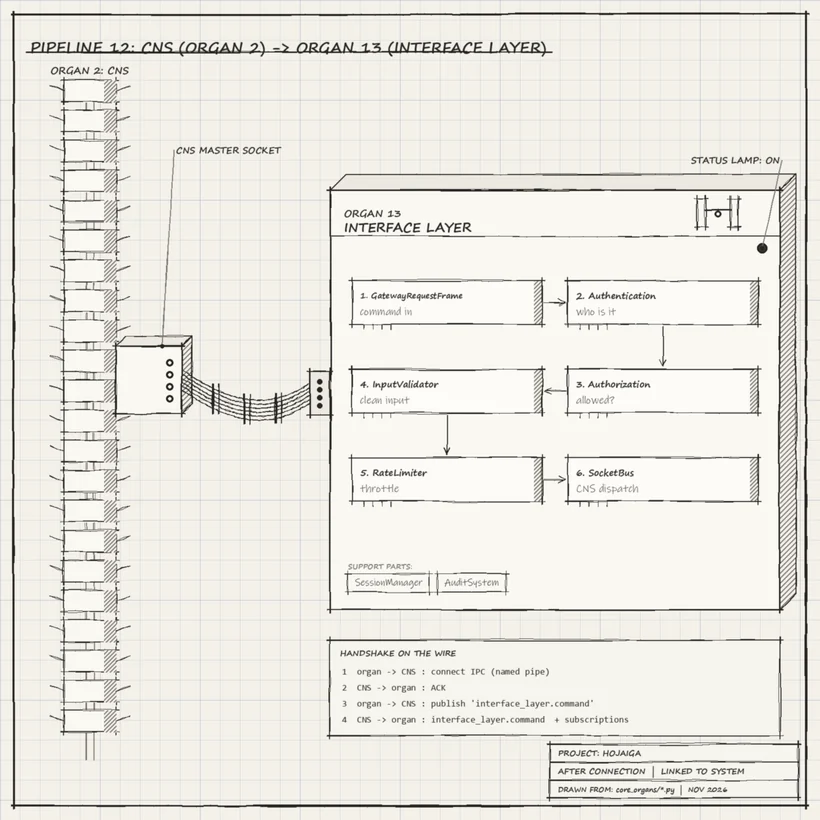 PIPELINE 12: CNS (ORGAN 2) -> ORGAN 13 (INTERFACE LAYER)
ORGAN 2: CNS
CNS MASTER SOCKET
STATUS LAMP: ON
ORGAN 13
INTERFACE LAYER
1. GatewayRequestFrame
command in
2. Authentication
who is it
3. Authorization
allowed?
4. InputValidator
clean input
5. RateLimiter
throttle
6. SocketBus
CNS dispatch
SUPPORT PARTS:
SessionManager
AuditSystem
HANDSHAKE ON THE WIRE
1 organ -> CNS : connect IPC (named pipe)
2 CNS -> organ : ACK
3 organ -> CNS : publish 'interface_layer.command'
4 CNS -> organ : interface_layer.command + subscriptions
PROJECT: HOJAIGA
AFTER CONNECTION | LINKED TO SYSTEM
DRAWN FROM: core_organs/*.py | NOV 2026